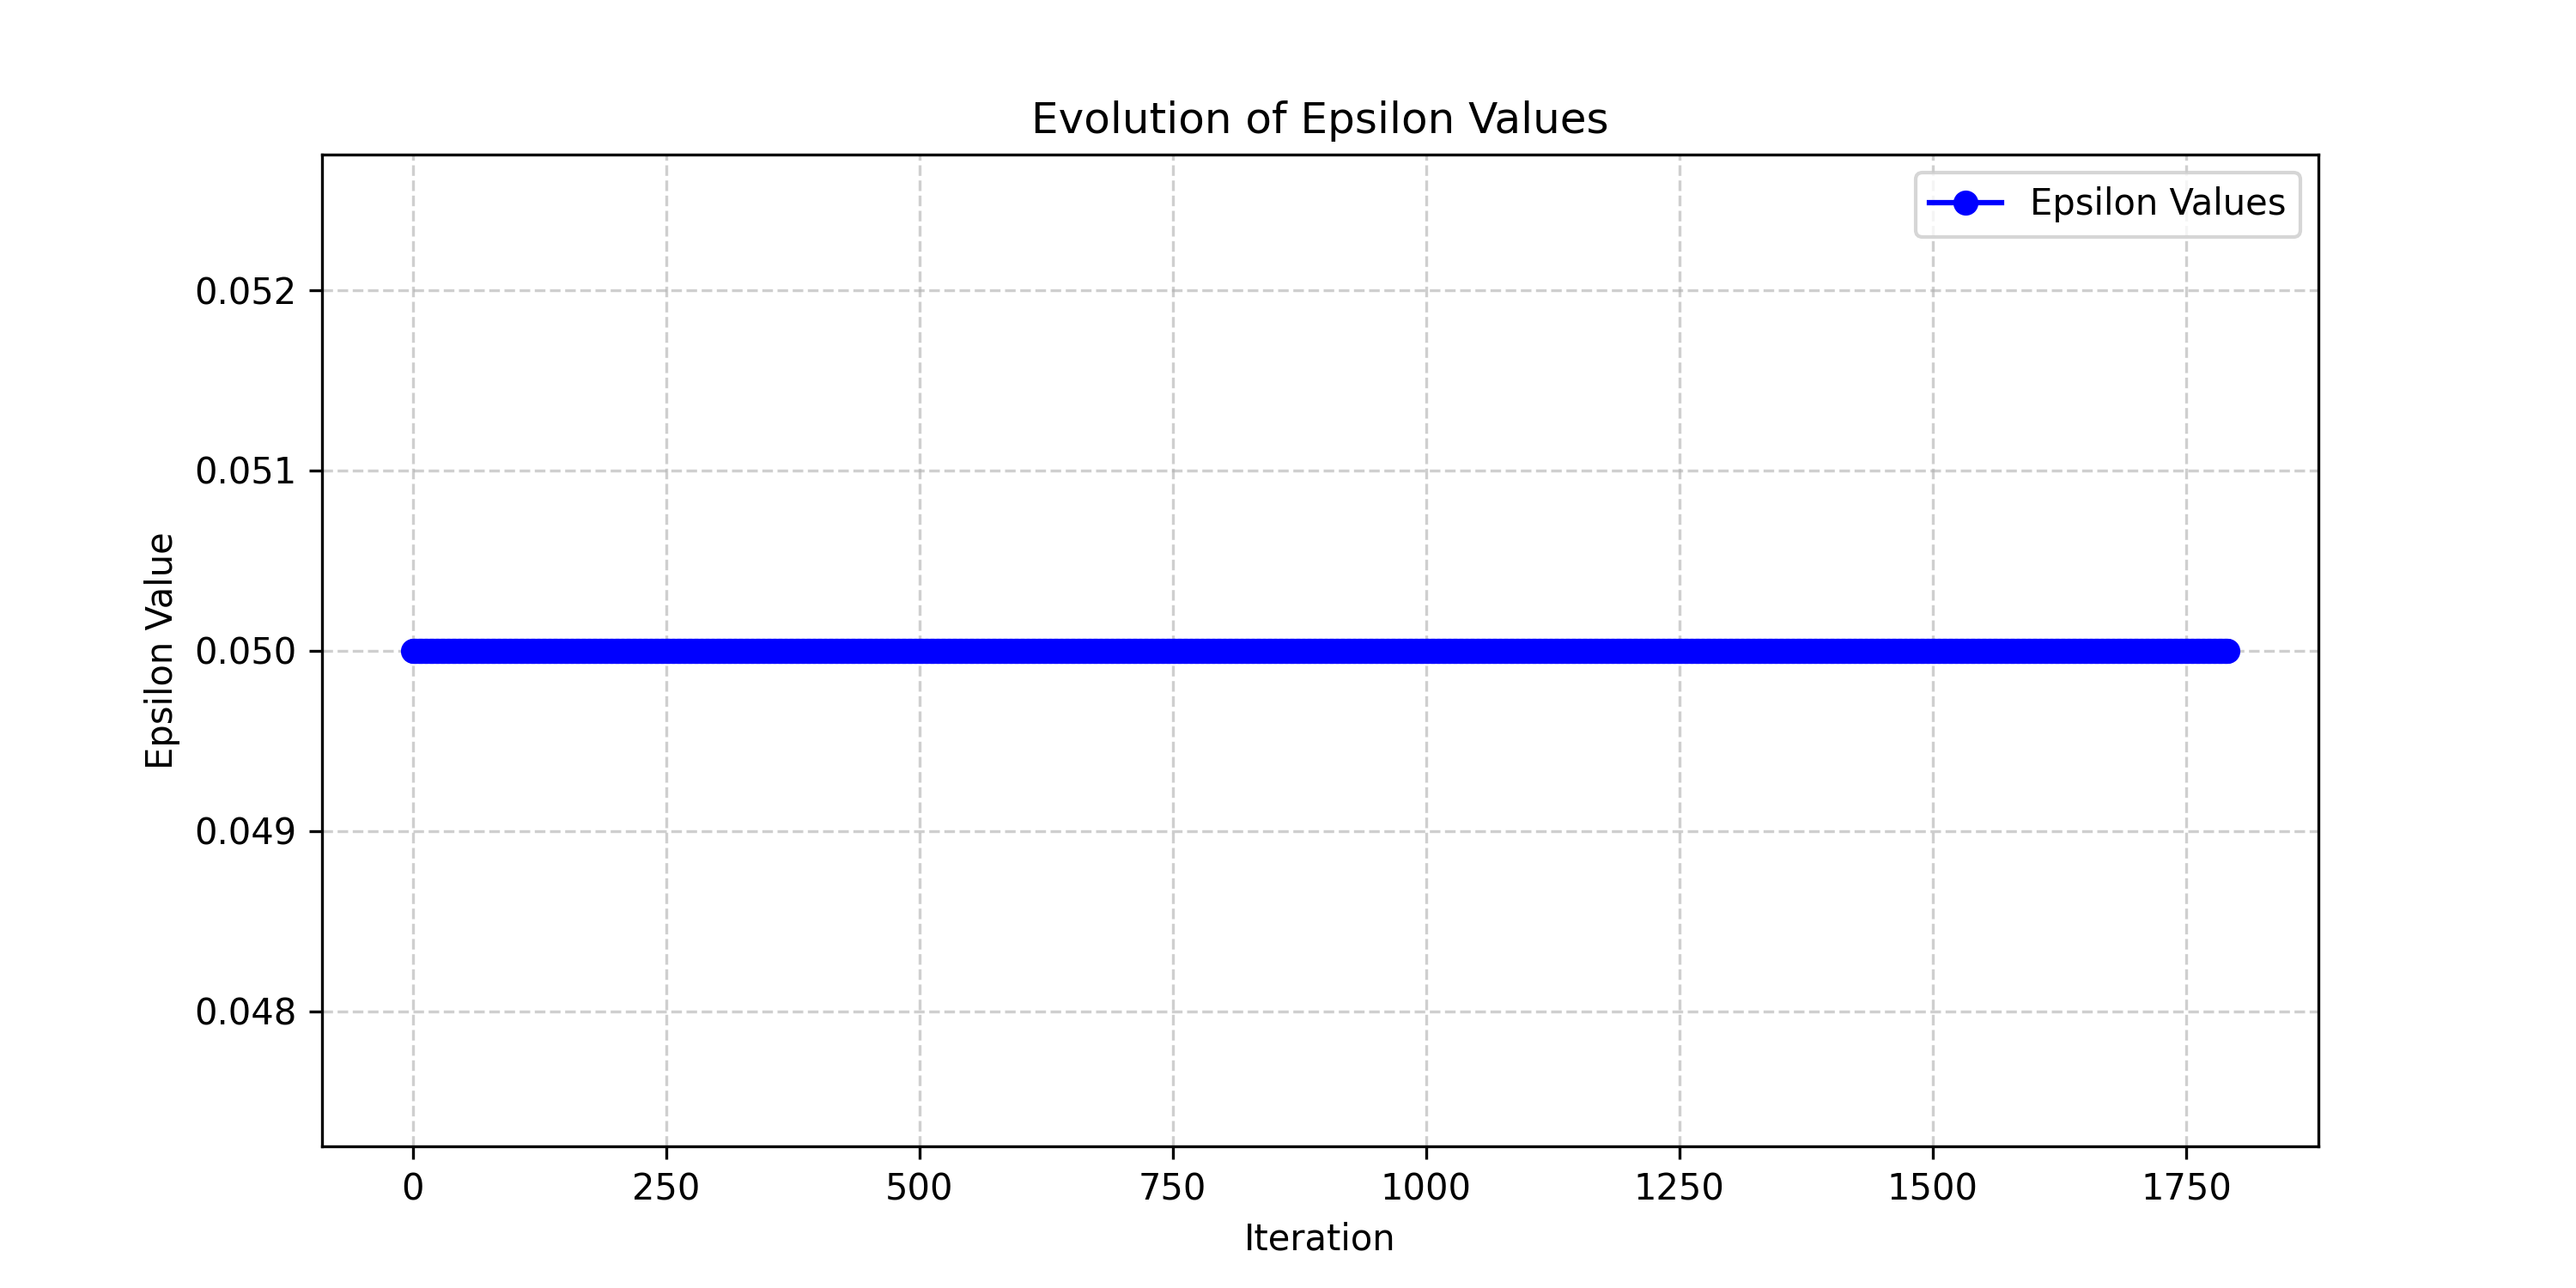 Evolution of Epsilon Values
Epsilon Values
0.052
0.051
0.050
0.049
0.048
Epsilon Value
0 250 500 750 1000 1250 1500 1750
Iteration